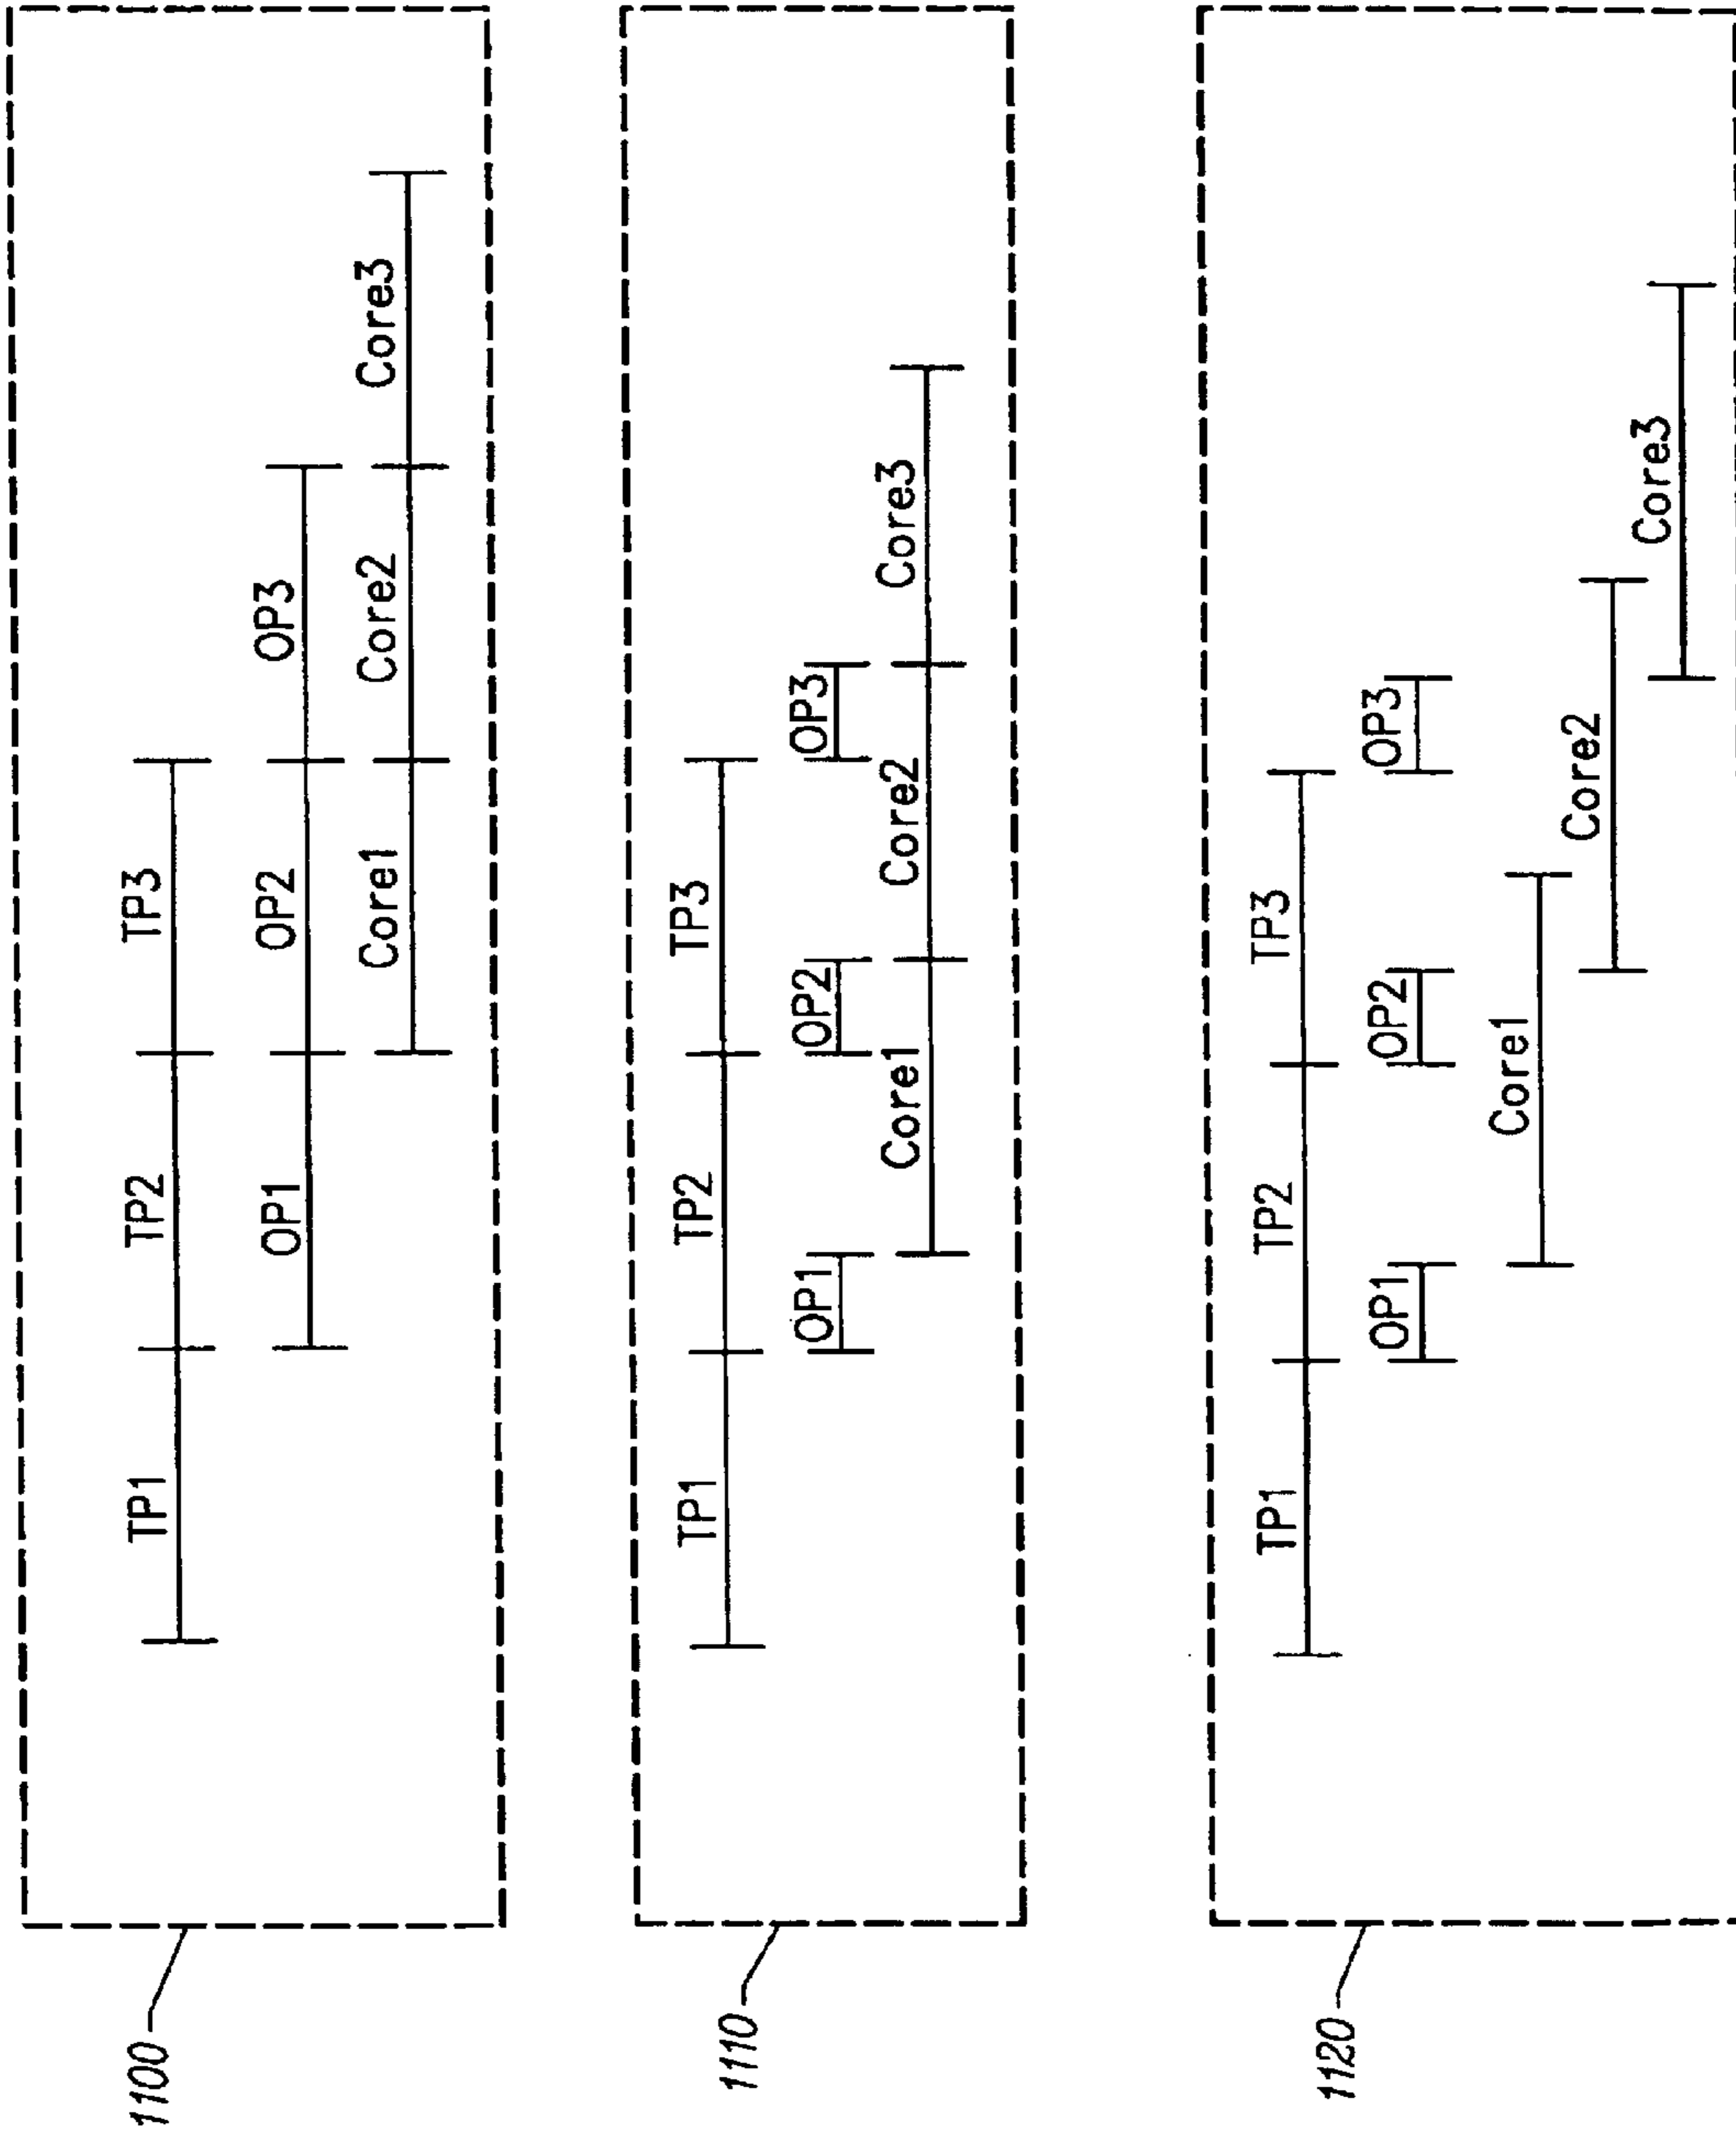 1100
TP1 TP2 TP3
OP1 OP2 OP3
Core1 Core2 Core3
1110
TP1 TP2 TP3
OP1 OP2 OP3
Core1 Core2 Core3
1120
TP1 TP2 TP3
OP1 OP2 OP3
Core1
Core2
Core3